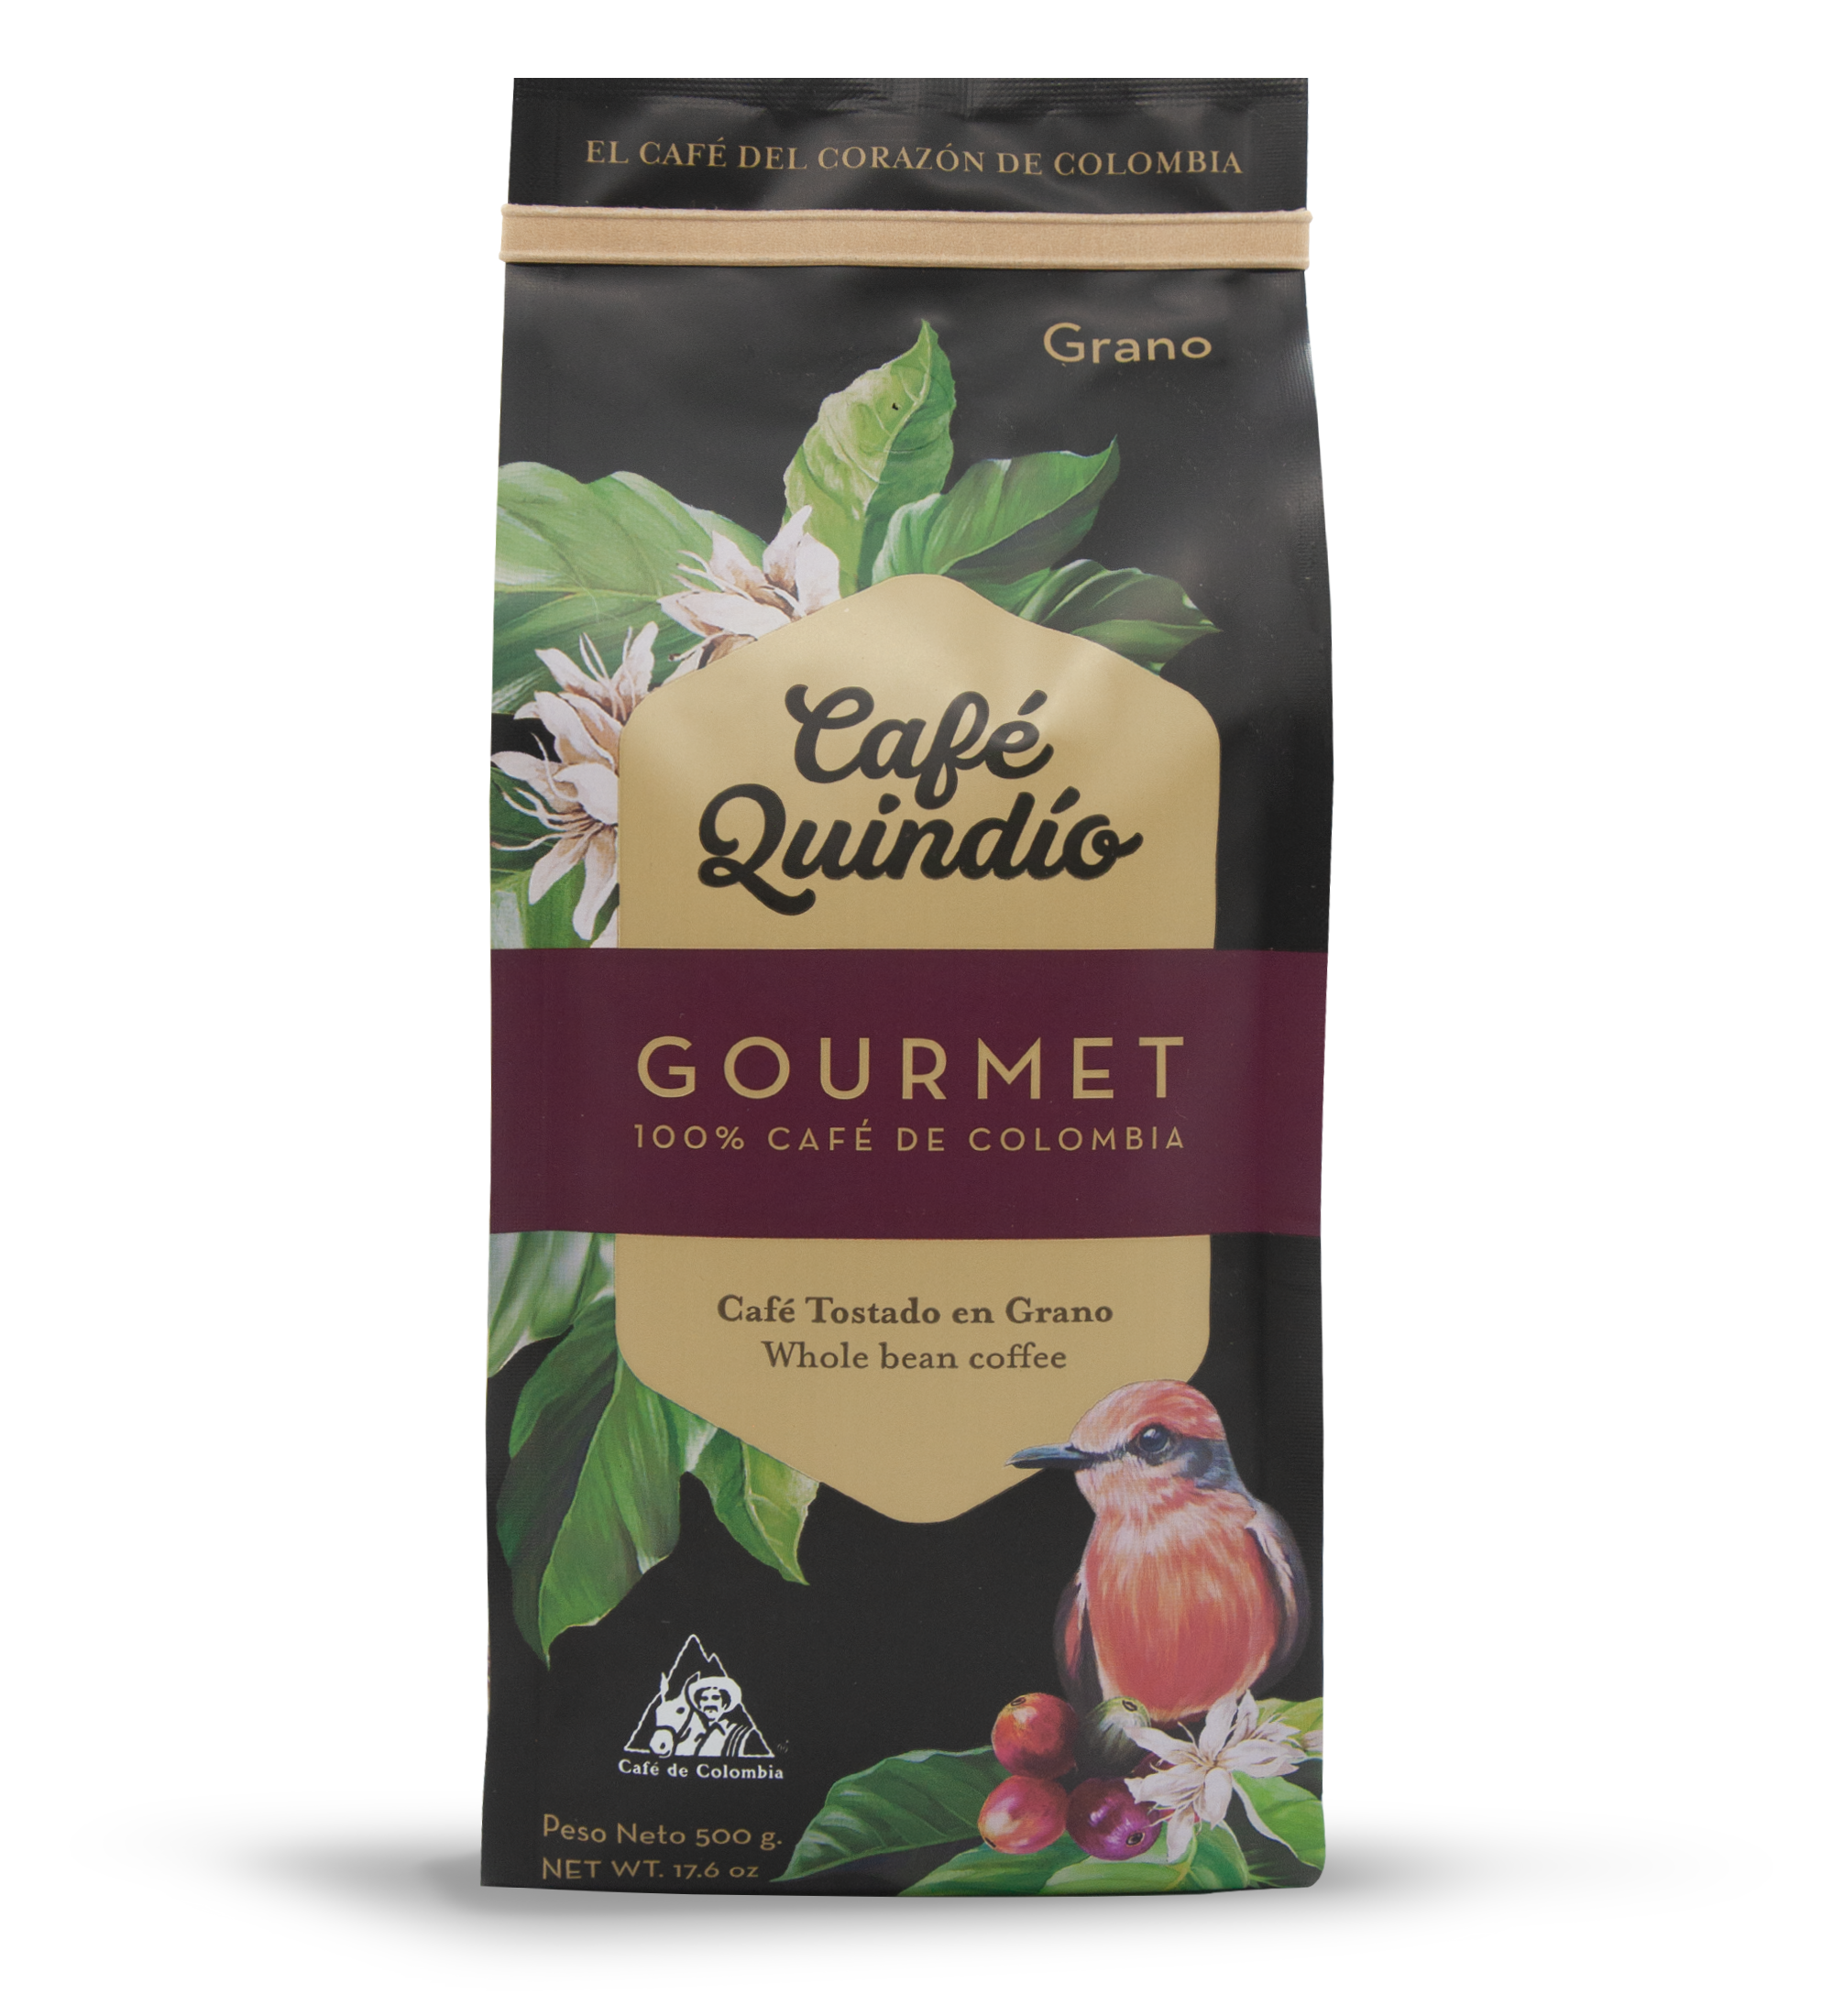 EL CAFÉ DEL CORAZÓN DE COLOMBIA
Grano
Café
Quindío
GOURMET
100% CAFÉ DE COLOMBIA
Café Tostado en Grano
Whole bean coffee
Café de Colombia
Peso Neto 500 g.
NET WT. 17.6 oz